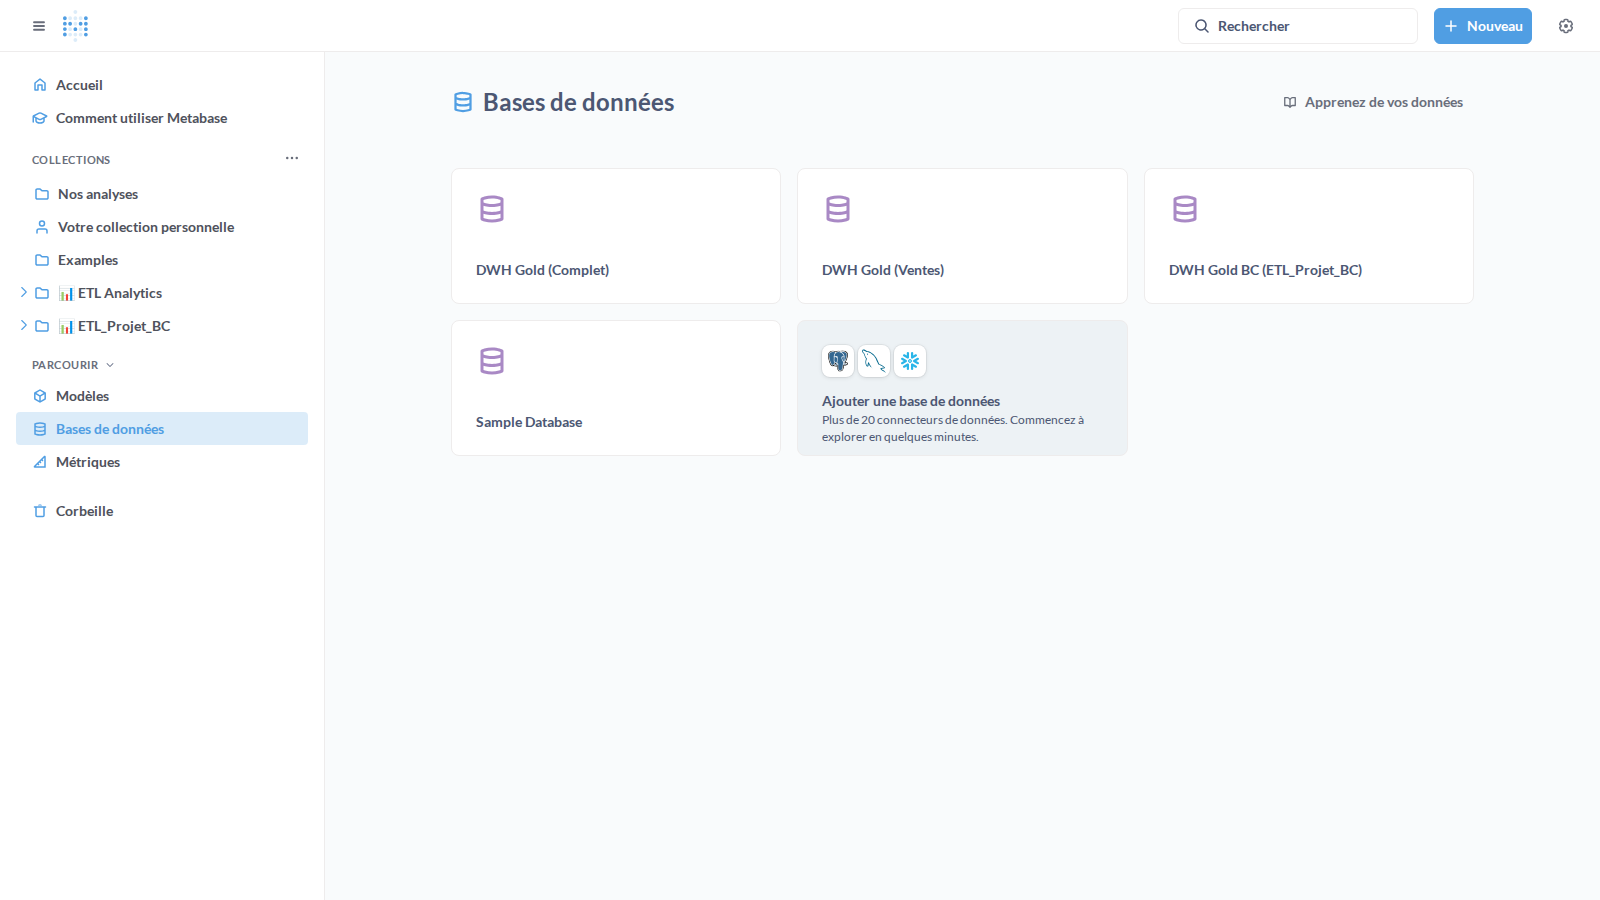 Rechercher
Nouveau
Accueil
Comment utiliser Metabase
COLLECTIONS
Nos analyses
Votre collection personnelle
Examples
📊 ETL Analytics
📊 ETL_Projet_BC
PARCOURIR
Modèles
Bases de données
Métriques
Corbeille
Bases de données
Apprenez de vos données
DWH Gold (Complet)
DWH Gold (Ventes)
DWH Gold BC (ETL_Projet_BC)
Sample Database
Ajouter une base de données
Plus de 20 connecteurs de données. Commencez à
explorer en quelques minutes.